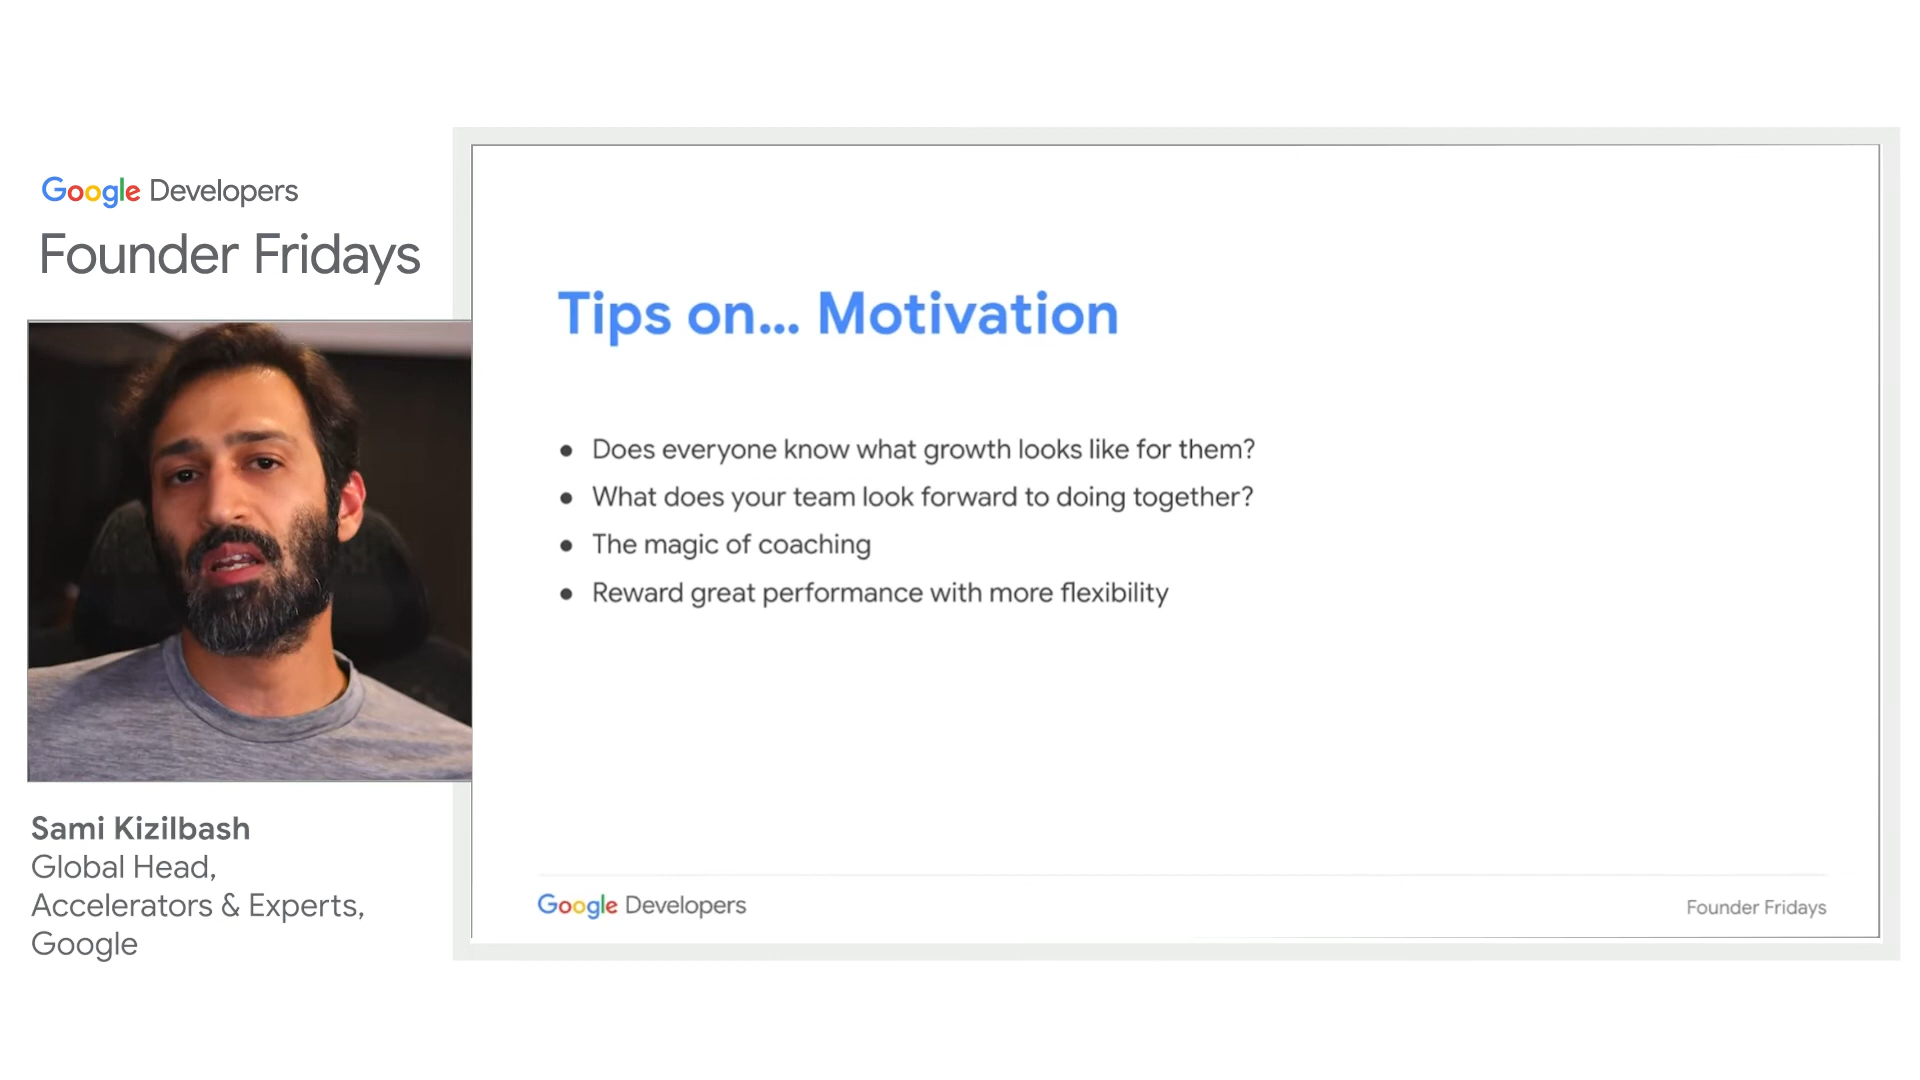 Google Developers
Founder Fridays
Sami Kizilbash
Global Head,
Accelerators & Experts,
Google
Tips on... Motivation
● Does everyone know what growth looks like for them?
● What does your team look forward to doing together?
● The magic of coaching
● Reward great performance with more flexibility
Google Developers
Founder Fridays